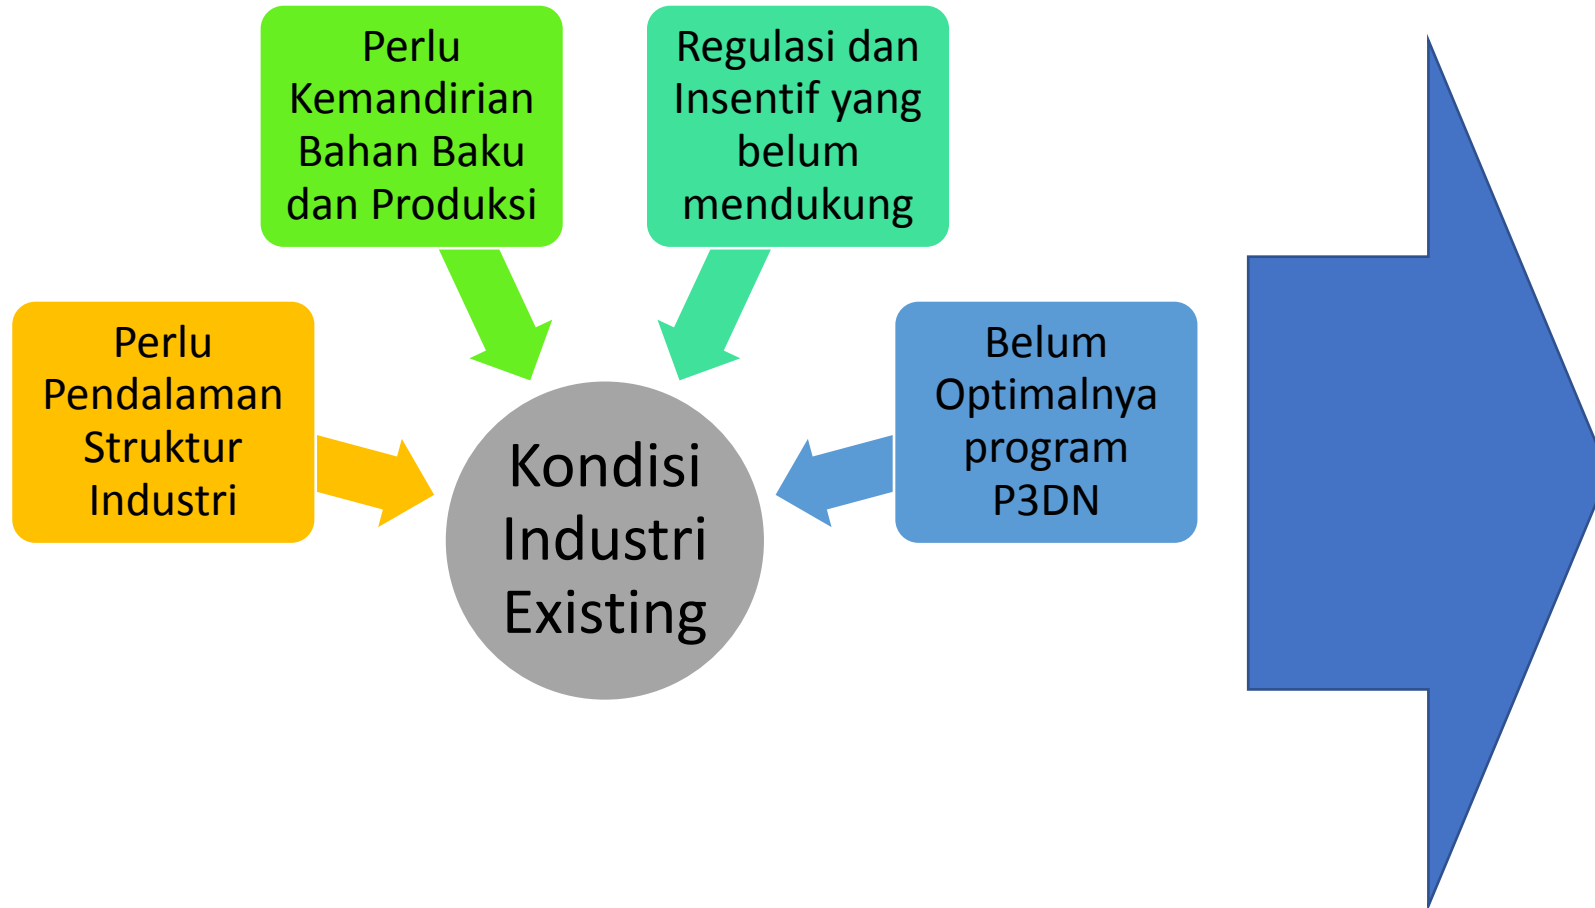 Perlu
Pendalaman
Struktur
Industri
Perlu
Kemandirian
Bahan Baku
dan Produksi
Regulasi dan
Insentif yang
belum
mendukung
Belum
Optimalnya
program
P3DN
Kondisi
Industri
Existing